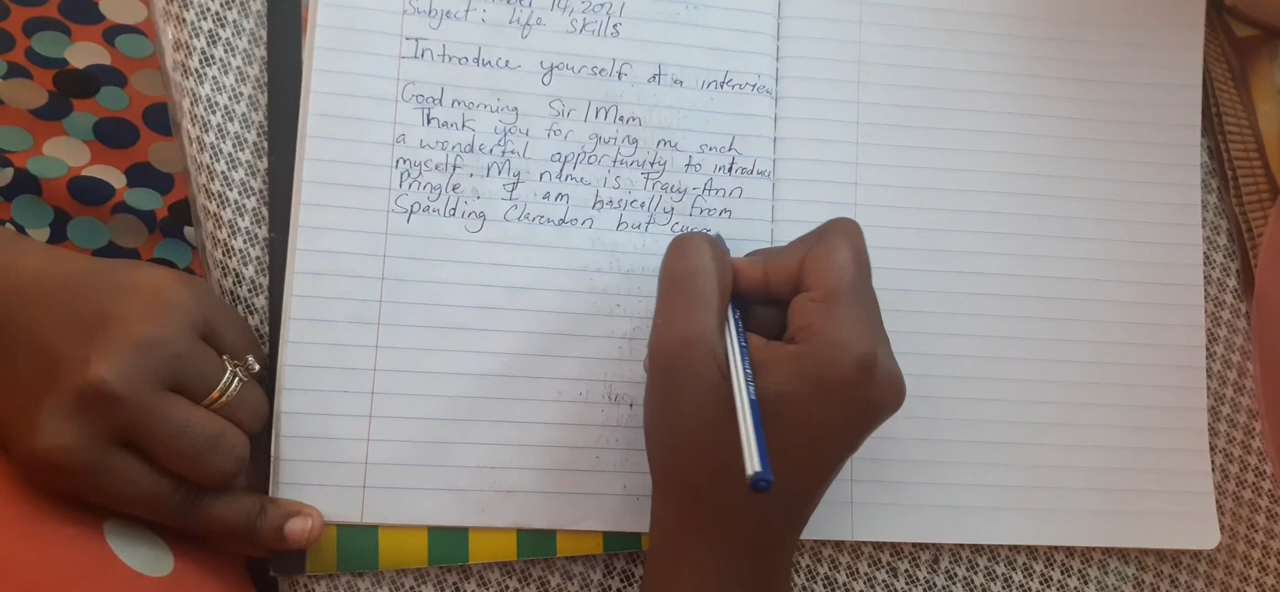 14, 2021
Subject: Life Skills
Introduce yourself at a interview
Good morning Sir/Mam
Thank you for giving me such
a wonderful opportunity to introduce
myself. My name is Tracy-Ann
Pringle. I am basically from
Spaulding Clarendon but